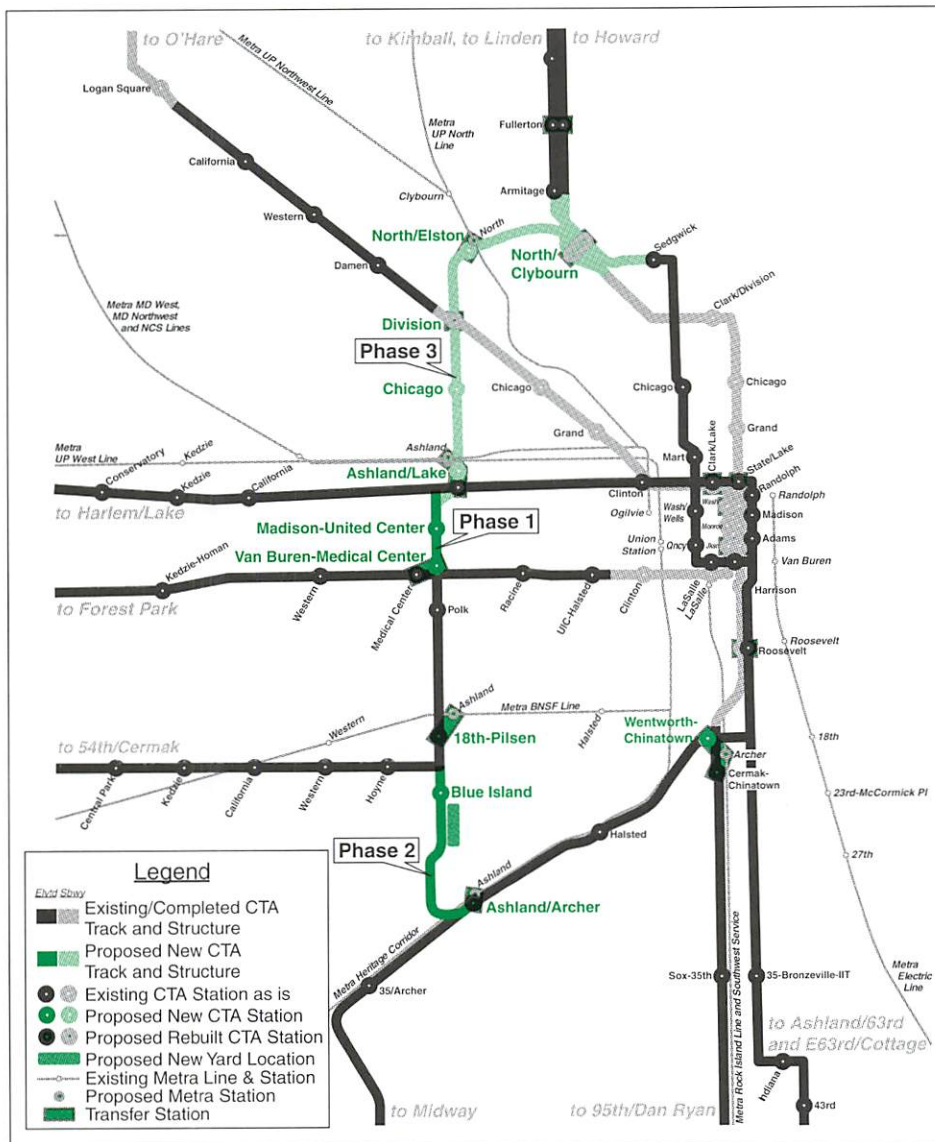 to O'Hare
to Kimball, to Linden
to Howard
Metra UP Northwest Line
Logan Square
Metra
UP North
Line
Fullerton
California
Armitage
Clybourn
Western
North/Elston
North
North/
Clybourn
Sedgwick
Damen
Clark/Division
Metra MD West,
MD Northwest
and NCS Lines
Division
Phase 3
Chicago
Chicago
Chicago
Chicago
Grand
Grand
Metra
UP West Line
Kedzie
Ashland
Mart
Clark/Lake
State/Lake
Conservatory
Kedzie
California
Ashland/Lake
Clinton
Randolph
Randolph
to Harlem/Lake
Phase 1
Ogilvie
Wash/
Wells
Wash
Madison
Madison-United Center
Monroe
Union
Station
Qncy
Jksn
Adams
Van Buren-Medical Center
Van Buren
Kedzie-Homan
to Forest Park
Western
Medical Center
Polk
Racine
UIC-Halsted
Clinton
LaSalle
LaSalle
Harrison
Roosevelt
Roosevelt
Ashland
Metra BNSF Line
Western
Halsted
Wentworth-
Chinatown
18th
to 54th/Cermak
18th-Pilsen
Archer
Cermak-
Chinatown
Central Park
Kedzie
California
Western
Hoyne
Blue Island
23rd-McCormick Pl
Halsted
Phase 2
27th
Ashland
Ashland/Archer
Legend
Elvtd Sbwy
Existing/Completed CTA
Track and Structure
Proposed New CTA
Track and Structure
Existing CTA Station as is
Proposed New CTA Station
Proposed Rebuilt CTA Station
Proposed New Yard Location
Existing Metra Line & Station
Proposed Metra Station
Transfer Station
Metra Heritage Corridor
35/Archer
Sox-35th
Metra Rock Island Line and Southwest Service
35-Bronzeville-IIT
Metra
Electric
Line
to Ashland/63rd
and E63rd/Cottage
Indiana
43rd
to Midway
to 95th/Dan Ryan